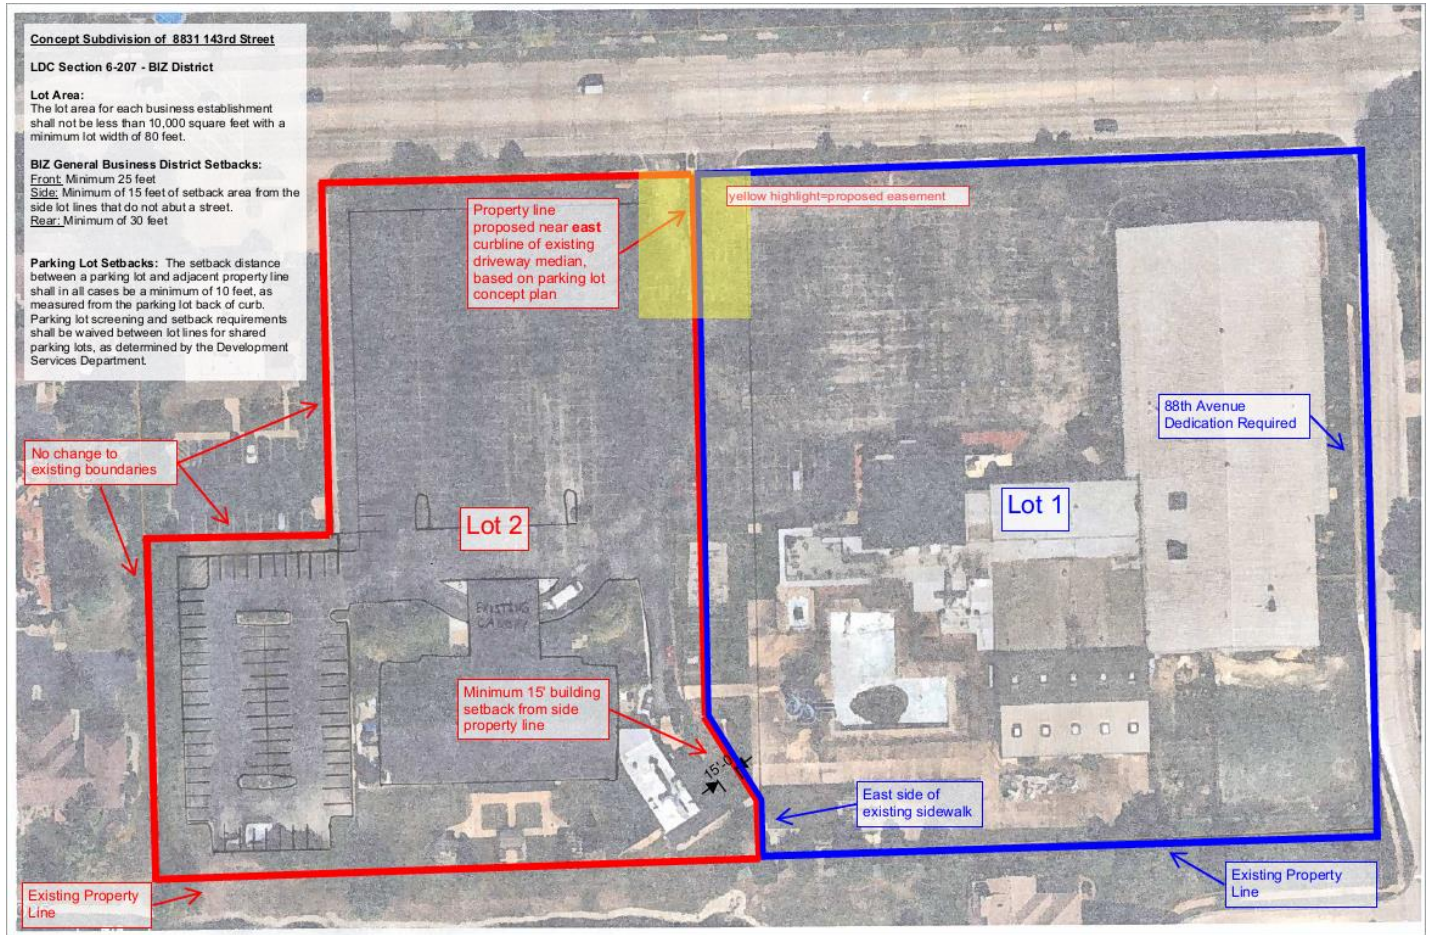 Concept Subdivision of 8831 143rd Street
LDC Section 6-207 - BIZ District
Lot Area:
The lot area for each business establishment
shall not be less than 10,000 square feet with a
minimum lot width of 80 feet.
BIZ General Business District Setbacks:
Front: Minimum 25 feet
Side: Minimum of 15 feet of setback area from the
side lot lines that do not abut a street.
Rear: Minimum of 30 feet
Parking Lot Setbacks: The setback distance
between a parking lot and adjacent property line
shall in all cases be a minimum of 10 feet, as
measured from the parking lot back of curb.
Parking lot screening and setback requirements
shall be waived between lot lines for shared
parking lots, as determined by the Development
Services Department.
Property line
proposed near east
curbline of existing
driveway median,
based on parking lot
concept plan
yellow highlight=proposed easement
88th Avenue
Dedication Required
No change to
existing boundaries
Lot 2
Lot 1
EXISTING
CANOPY
Minimum 15' building
setback from side
property line
15'-0
East side of
existing sidewalk
Existing Property
Line
Existing Property
Line